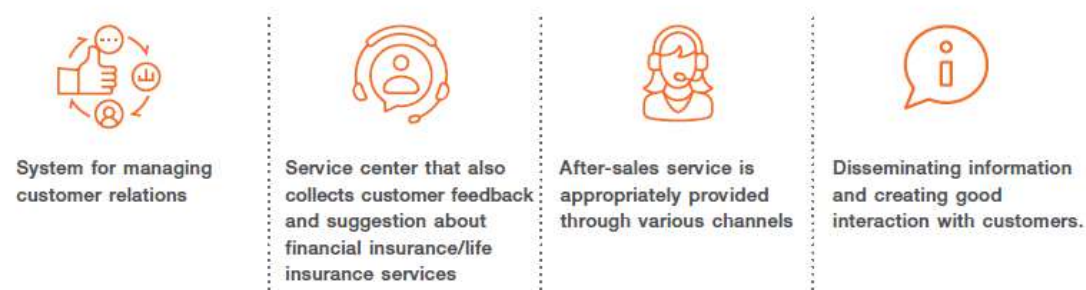 System for managing
customer relations
Service center that also
collects customer feedback
and suggestion about
financial insurance/life
insurance services
After-sales service is
appropriately provided
through various channels
Disseminating information
and creating good
interaction with customers.